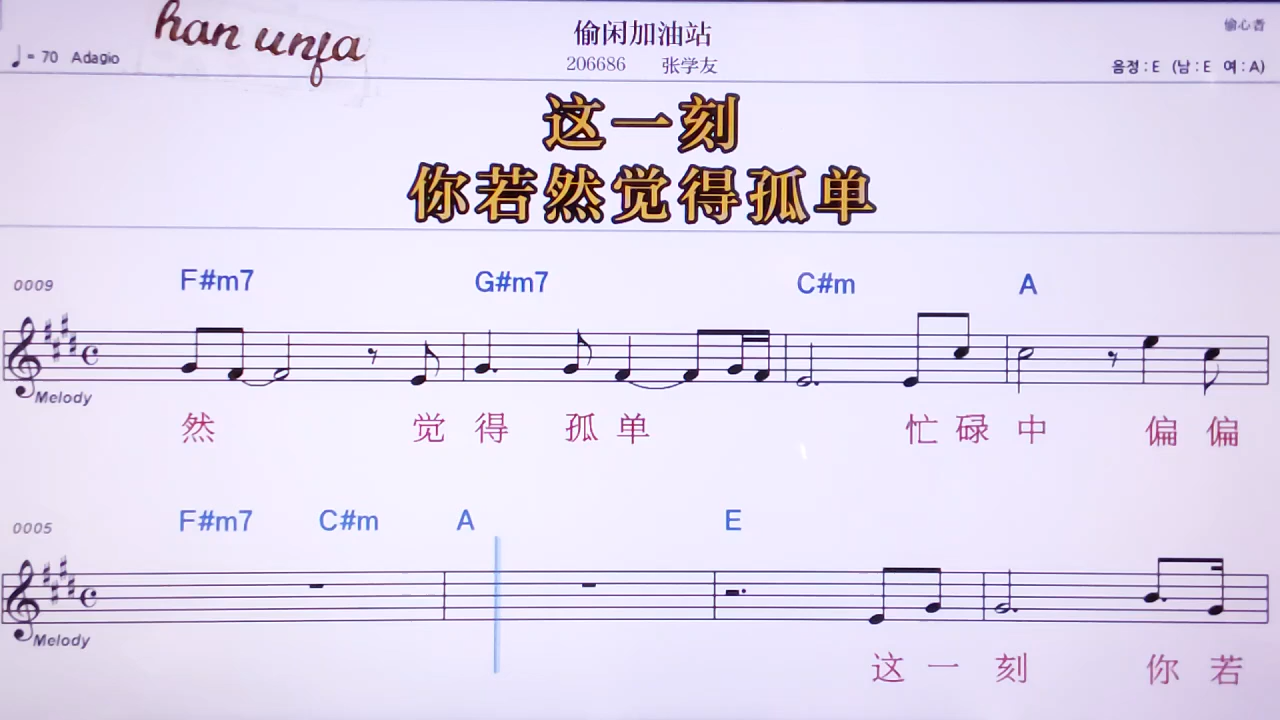 han unja
♩= 70 Adagio
偷闲加油站
206686 张学友
偷心者
음정 : E (남 : E 여 : A)
这一刻
你若然觉得孤单
0009 F#m7 G#m7 C#m A
Melody
然 觉 得 孤 单 忙 碌 中 偏 偏
0005 F#m7 C#m A E
Melody
这 一 刻 你 若